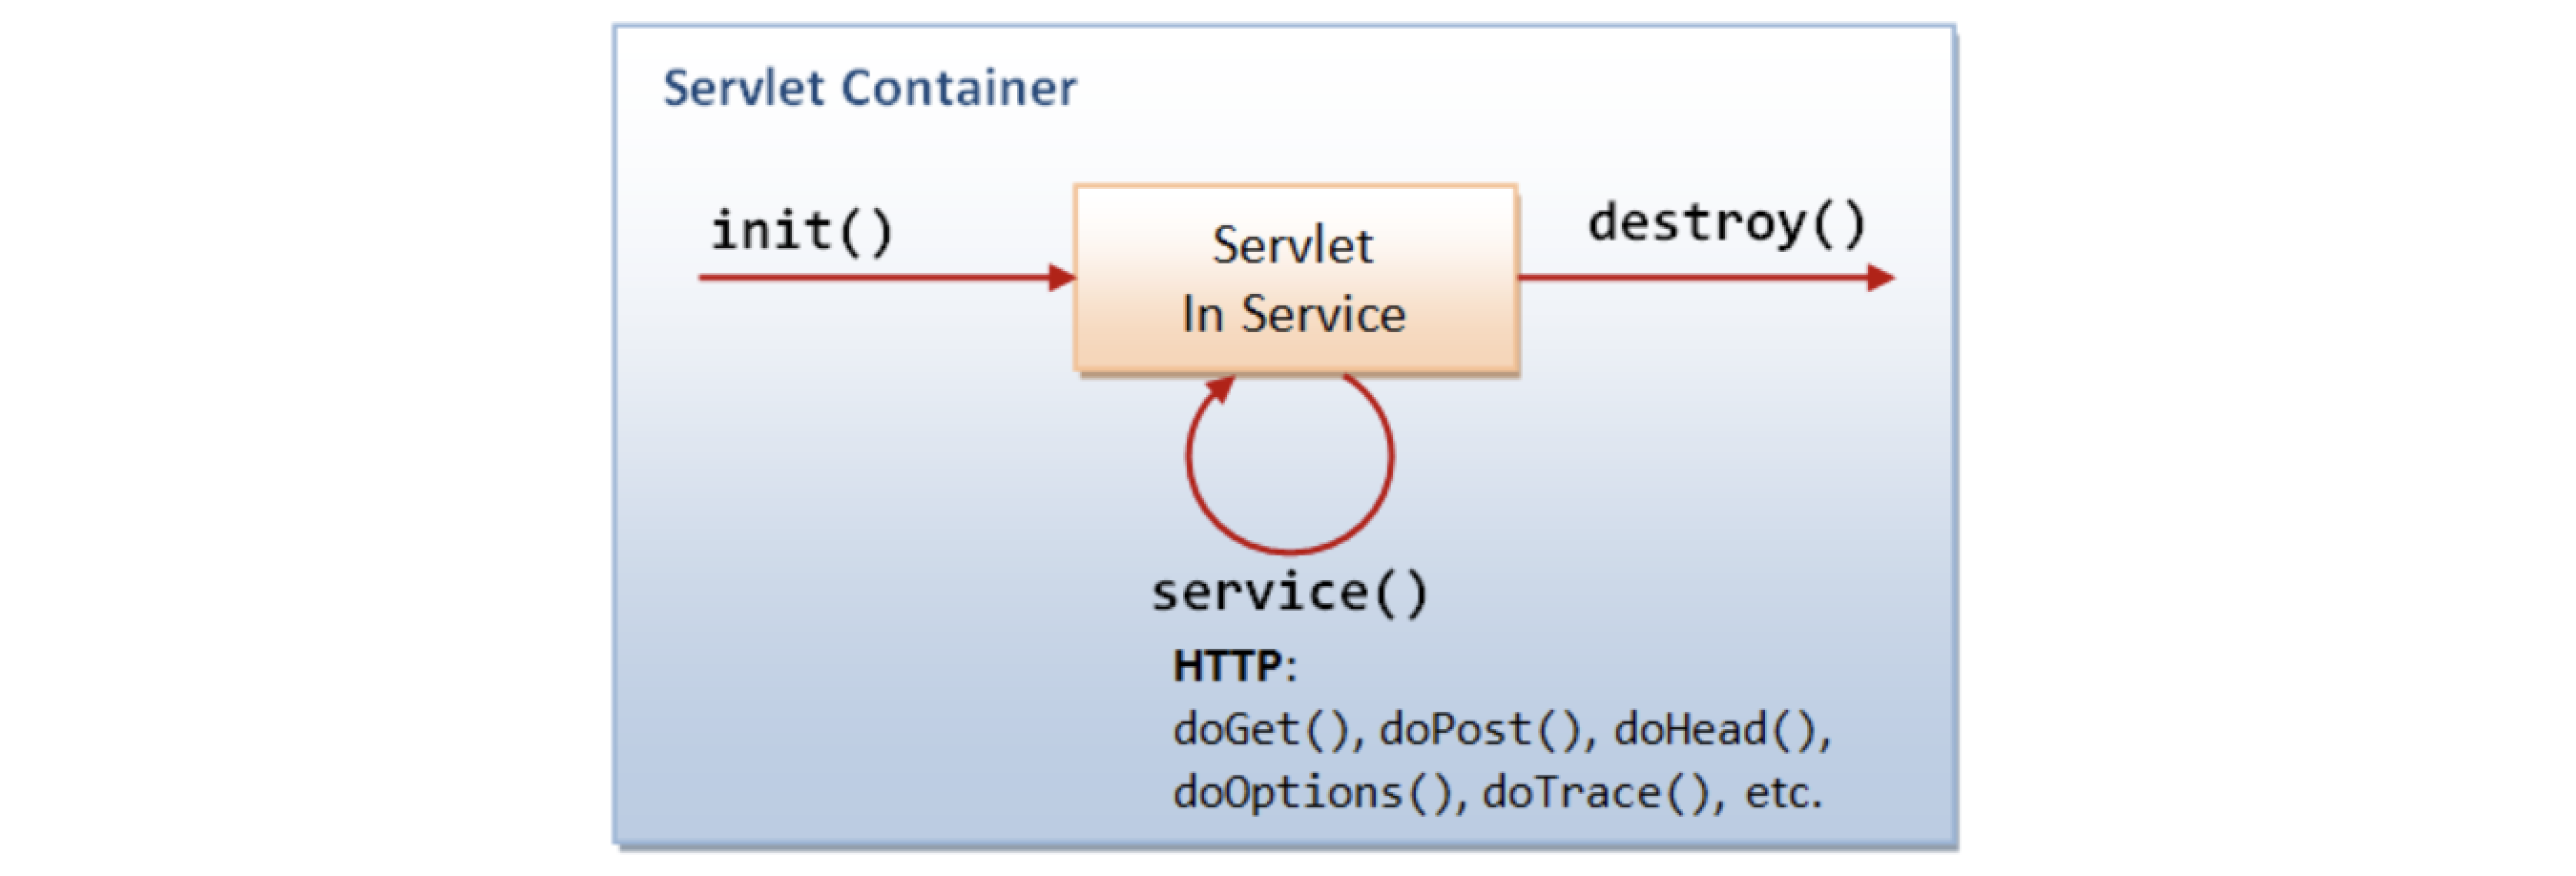 Servlet Container
init()
Servlet
In Service
destroy()
service()
HTTP:
doGet(), doPost(), doHead(),
doOptions(), doTrace(), etc.